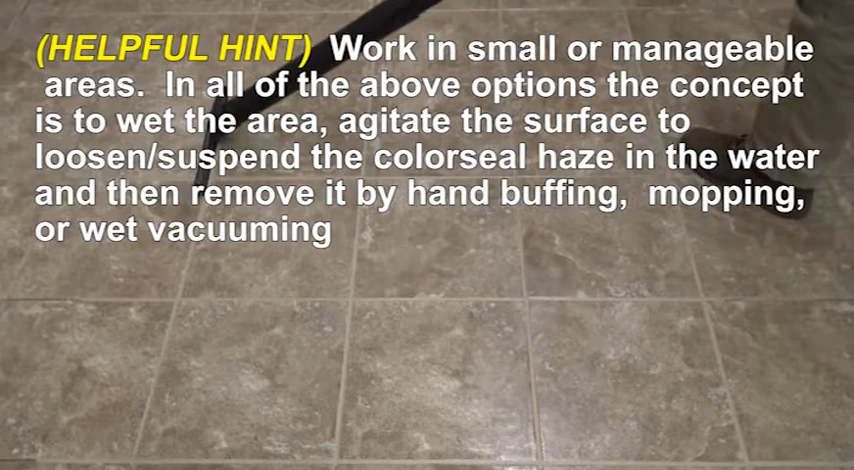 (HELPFUL HINT) Work in small or manageable
areas. In all of the above options the concept
is to wet the area, agitate the surface to
loosen/suspend the colorseal haze in the water
and then remove it by hand buffing, mopping,
or wet vacuuming